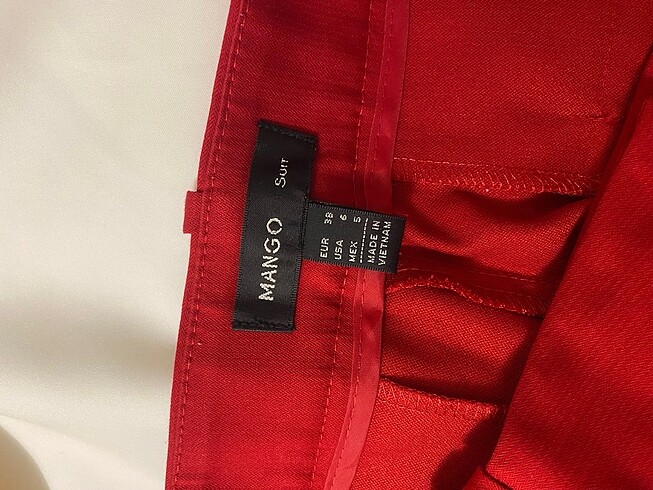 MANGO Suit
EUR 38
USA 6
MEX 5
MADE IN
VIETNAM